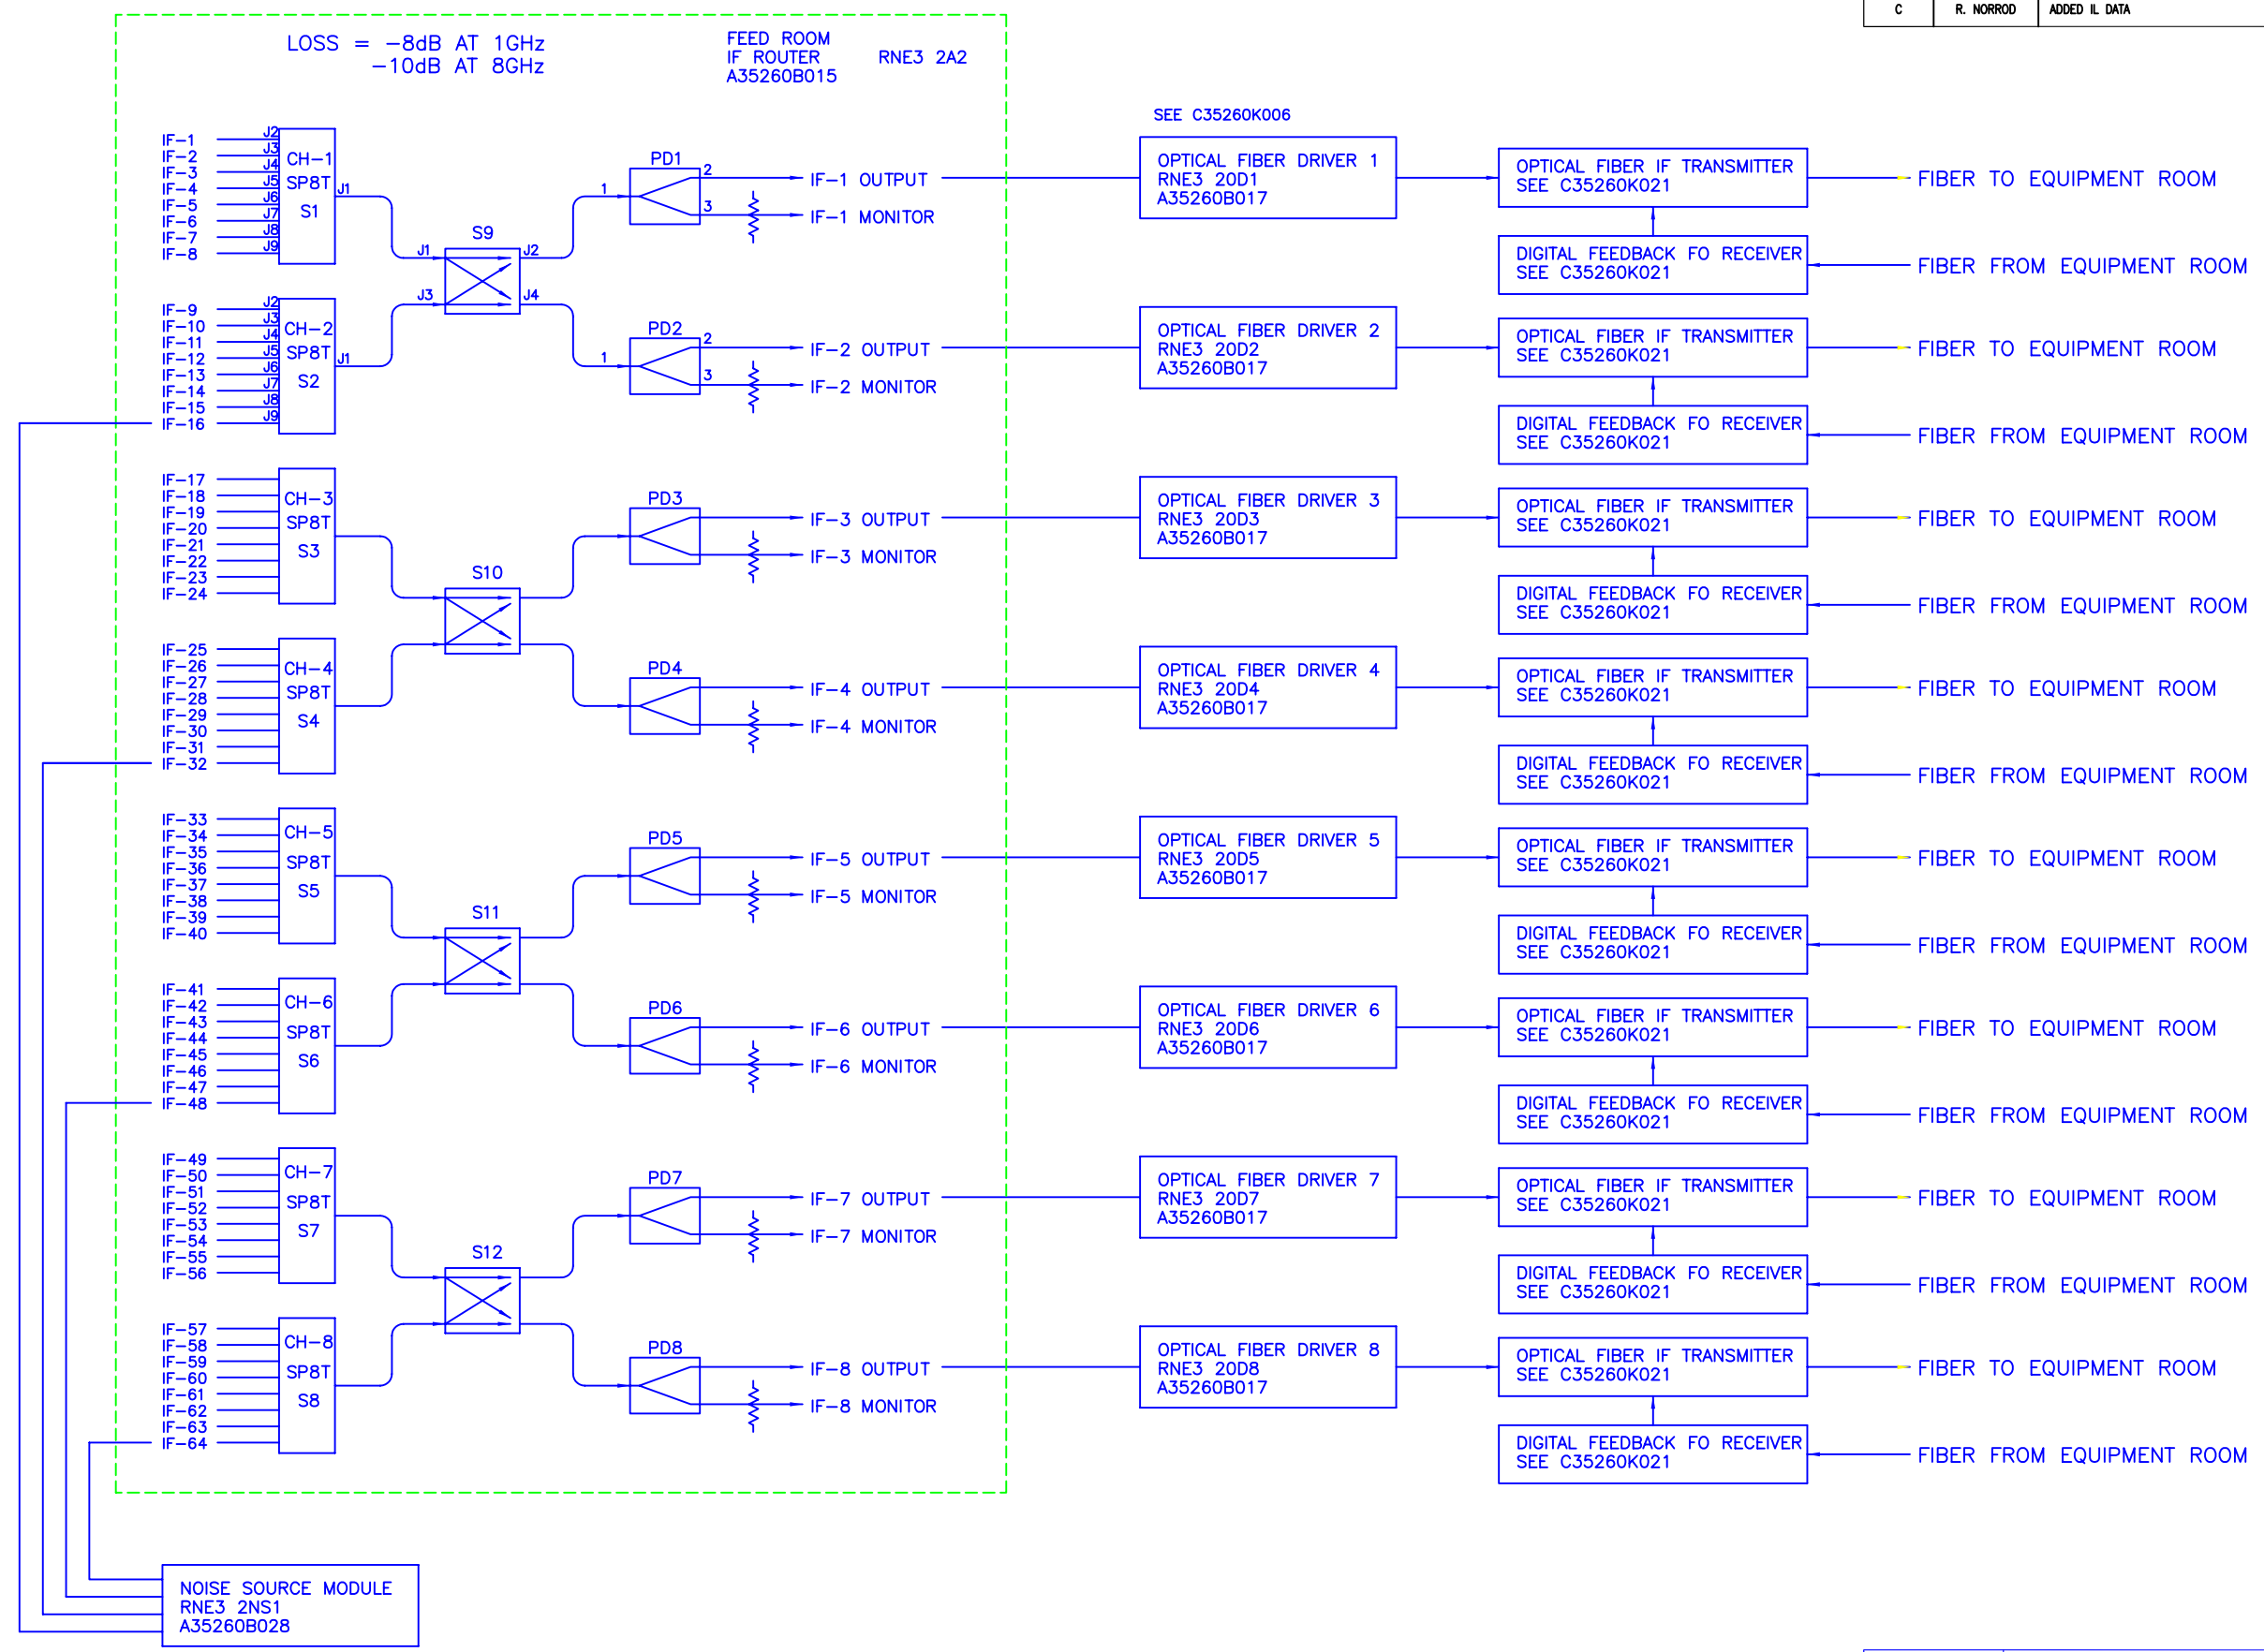 C R. NORROD ADDED IL DATA
LOSS = -8dB AT 1GHz
-10dB AT 8GHz
FEED ROOM
IF ROUTER RNE3 2A2
A35260B015
SEE C35260K006
IF-1 J2
IF-2 J3
IF-3 J4
IF-4 J5
IF-5 J6
IF-6 J7
IF-7 J8
IF-8 J9
CH-1
SP8T
S1
J1
IF-9 J2
IF-10 J3
IF-11 J4
IF-12 J5
IF-13 J6
IF-14 J7
IF-15 J8
IF-16 J9
CH-2
SP8T
S2
J1
S9
J1 J2
J3 J4
PD1
1 2
3
IF-1 OUTPUT
IF-1 MONITOR
PD2
1 2
3
IF-2 OUTPUT
IF-2 MONITOR
OPTICAL FIBER DRIVER 1
RNE3 20D1
A35260B017
OPTICAL FIBER IF TRANSMITTER
SEE C35260K021
FIBER TO EQUIPMENT ROOM
DIGITAL FEEDBACK FO RECEIVER
SEE C35260K021
FIBER FROM EQUIPMENT ROOM
OPTICAL FIBER DRIVER 2
RNE3 20D2
A35260B017
OPTICAL FIBER IF TRANSMITTER
SEE C35260K021
FIBER TO EQUIPMENT ROOM
DIGITAL FEEDBACK FO RECEIVER
SEE C35260K021
FIBER FROM EQUIPMENT ROOM
IF-17
IF-18
IF-19
IF-20
IF-21
IF-22
IF-23
IF-24
CH-3
SP8T
S3
IF-25
IF-26
IF-27
IF-28
IF-29
IF-30
IF-31
IF-32
CH-4
SP8T
S4
S10
PD3
IF-3 OUTPUT
IF-3 MONITOR
PD4
IF-4 OUTPUT
IF-4 MONITOR
OPTICAL FIBER DRIVER 3
RNE3 20D3
A35260B017
OPTICAL FIBER IF TRANSMITTER
SEE C35260K021
FIBER TO EQUIPMENT ROOM
DIGITAL FEEDBACK FO RECEIVER
SEE C35260K021
FIBER FROM EQUIPMENT ROOM
OPTICAL FIBER DRIVER 4
RNE3 20D4
A35260B017
OPTICAL FIBER IF TRANSMITTER
SEE C35260K021
FIBER TO EQUIPMENT ROOM
DIGITAL FEEDBACK FO RECEIVER
SEE C35260K021
FIBER FROM EQUIPMENT ROOM
IF-33
IF-34
IF-35
IF-36
IF-37
IF-38
IF-39
IF-40
CH-5
SP8T
S5
IF-41
IF-42
IF-43
IF-44
IF-45
IF-46
IF-47
IF-48
CH-6
SP8T
S6
S11
PD5
IF-5 OUTPUT
IF-5 MONITOR
PD6
IF-6 OUTPUT
IF-6 MONITOR
OPTICAL FIBER DRIVER 5
RNE3 20D5
A35260B017
OPTICAL FIBER IF TRANSMITTER
SEE C35260K021
FIBER TO EQUIPMENT ROOM
DIGITAL FEEDBACK FO RECEIVER
SEE C35260K021
FIBER FROM EQUIPMENT ROOM
OPTICAL FIBER DRIVER 6
RNE3 20D6
A35260B017
OPTICAL FIBER IF TRANSMITTER
SEE C35260K021
FIBER TO EQUIPMENT ROOM
DIGITAL FEEDBACK FO RECEIVER
SEE C35260K021
FIBER FROM EQUIPMENT ROOM
IF-49
IF-50
IF-51
IF-52
IF-53
IF-54
IF-55
IF-56
CH-7
SP8T
S7
IF-57
IF-58
IF-59
IF-60
IF-61
IF-62
IF-63
IF-64
CH-8
SP8T
S8
S12
PD7
IF-7 OUTPUT
IF-7 MONITOR
PD8
IF-8 OUTPUT
IF-8 MONITOR
OPTICAL FIBER DRIVER 7
RNE3 20D7
A35260B017
OPTICAL FIBER IF TRANSMITTER
SEE C35260K021
FIBER TO EQUIPMENT ROOM
DIGITAL FEEDBACK FO RECEIVER
SEE C35260K021
FIBER FROM EQUIPMENT ROOM
OPTICAL FIBER DRIVER 8
RNE3 20D8
A35260B017
OPTICAL FIBER IF TRANSMITTER
SEE C35260K021
FIBER TO EQUIPMENT ROOM
DIGITAL FEEDBACK FO RECEIVER
SEE C35260K021
FIBER FROM EQUIPMENT ROOM
NOISE SOURCE MODULE
RNE3 2NS1
A35260B028